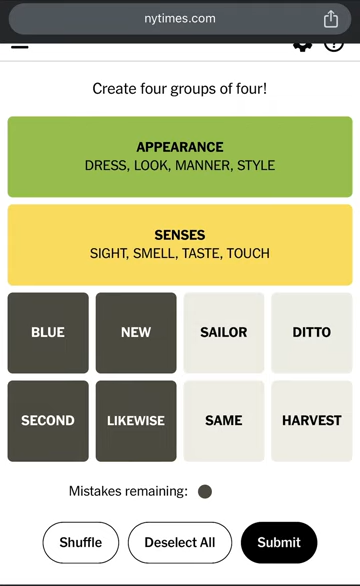 nytimes.com
Create four groups of four!
APPEARANCE
DRESS, LOOK, MANNER, STYLE
SENSES
SIGHT, SMELL, TASTE, TOUCH
BLUE NEW SAILOR DITTO
SECOND LIKEWISE SAME HARVEST
Mistakes remaining:
Shuffle Deselect All Submit